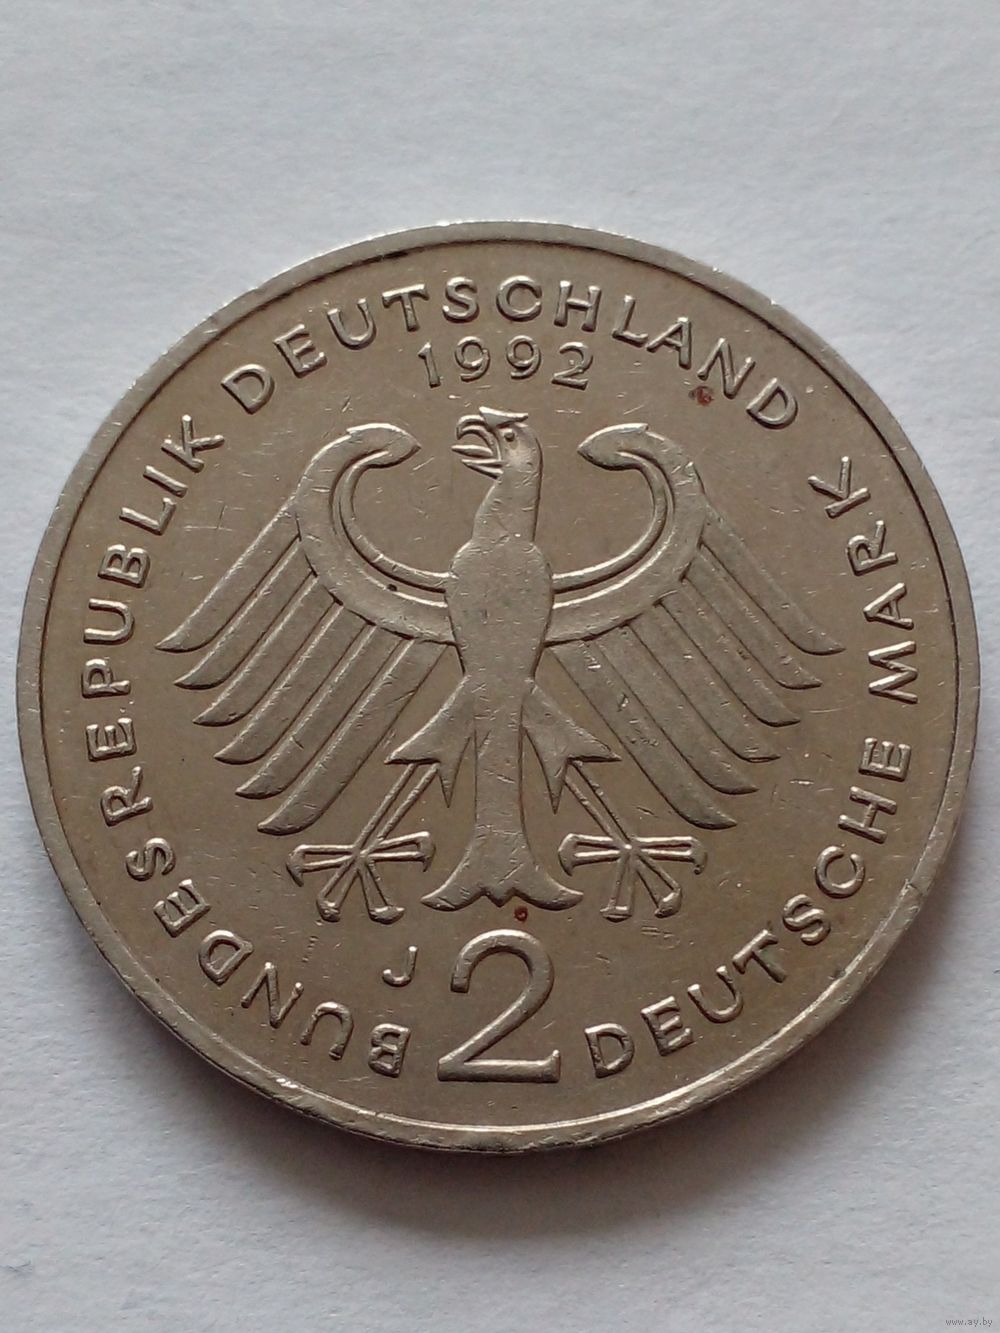 BUNDESREPUBLIK DEUTSCHLAND
1992
J
2
DEUTSCHE MARK
www.ay.by